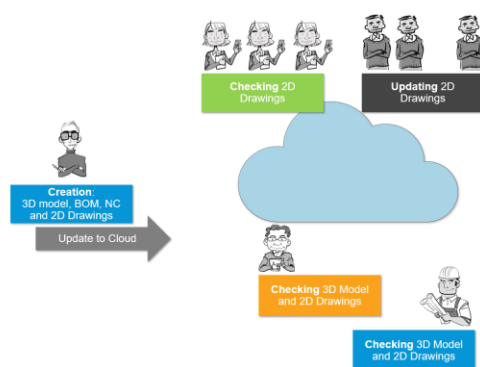 Checking 2D
Drawings
Updating 2D
Drawings
Creation:
3D model, BOM, NC
and 2D Drawings
Update to Cloud
Checking 3D Model
and 2D Drawings
Checking 3D Model
and 2D Drawings